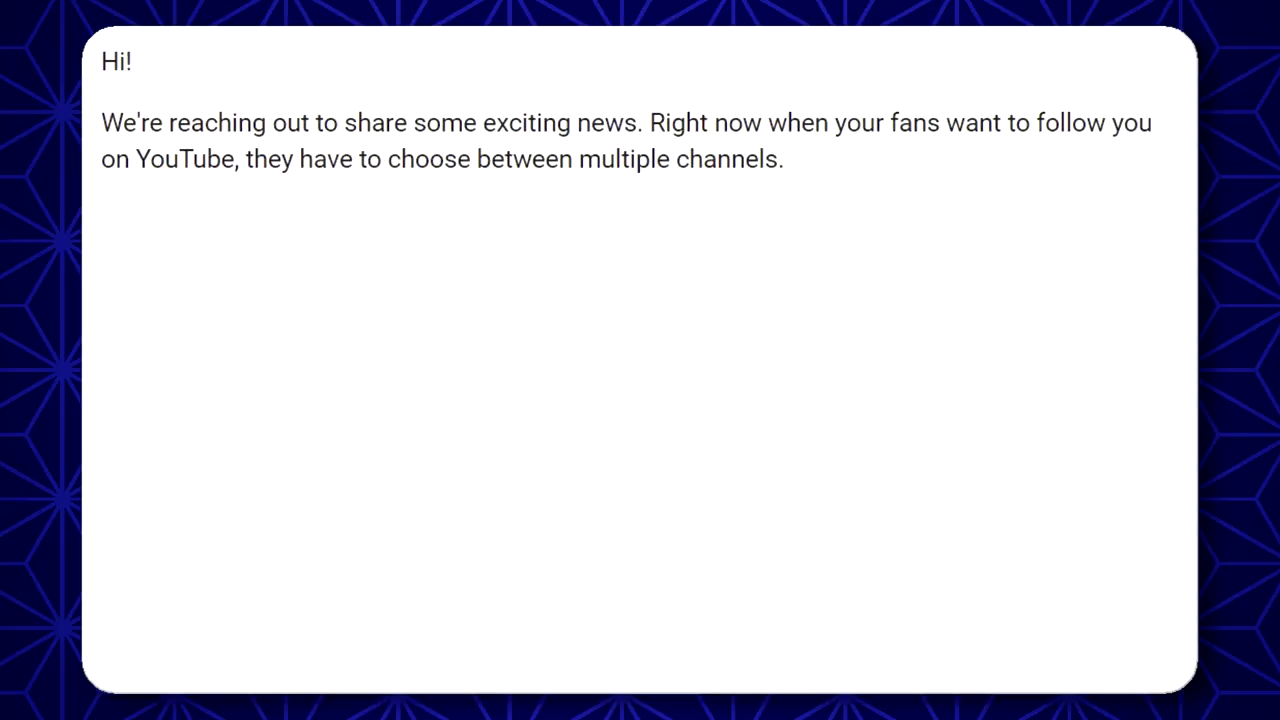 Hi!
We're reaching out to share some exciting news. Right now when your fans want to follow you
on YouTube, they have to choose between multiple channels.